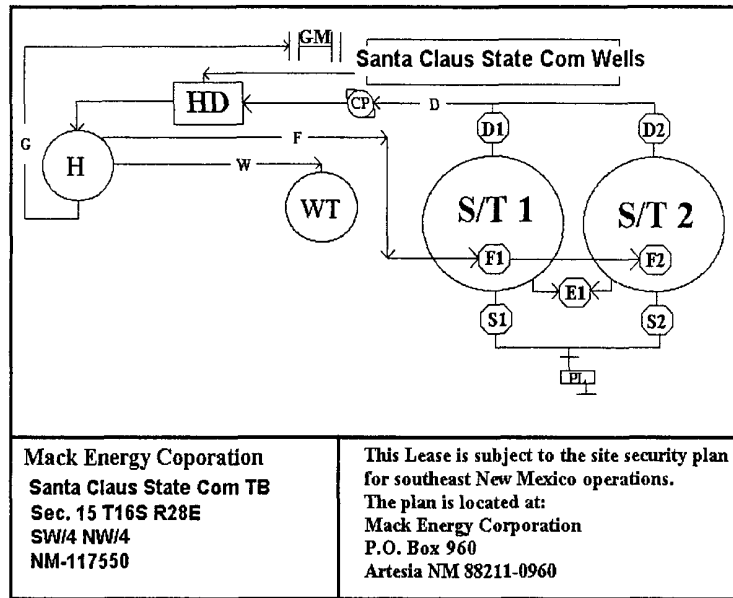 GM
Santa Claus State Com Wells
HD
CP
D
D1
D2
G
F
H
W
WT
S/T 1
S/T 2
F1
F2
E1
S1
S2
PL
Mack Energy Coporation
Santa Claus State Com TB
Sec. 15 T16S R28E
SW/4 NW/4
NM-117550
This Lease is subject to the site security plan
for southeast New Mexico operations.
The plan is located at:
Mack Energy Corporation
P.O. Box 960
Artesia NM 88211-0960